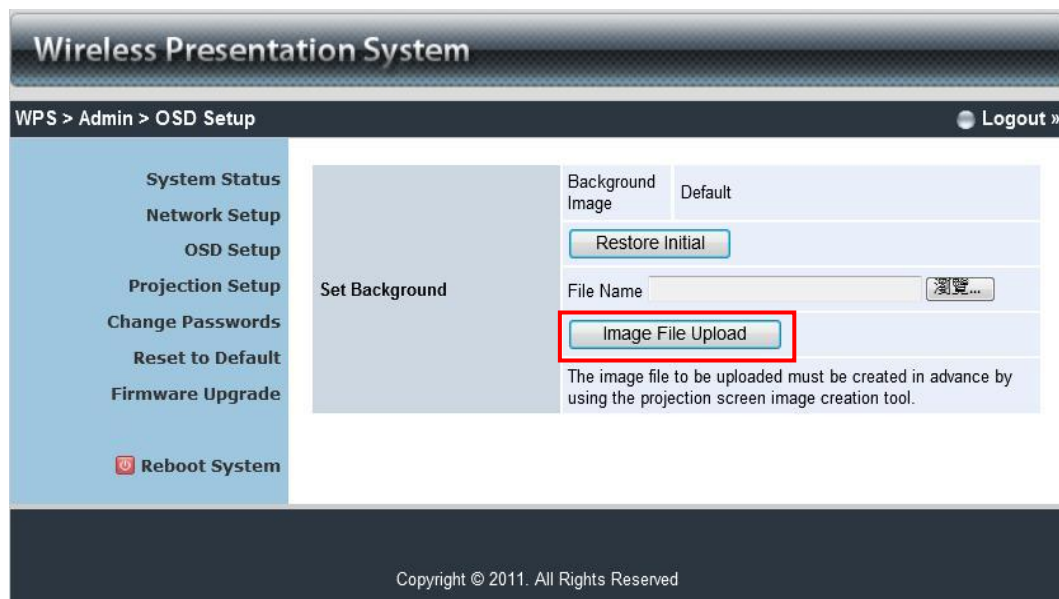 Wireless Presentation System
WPS > Admin > OSD Setup
Logout »
System Status
Network Setup
OSD Setup
Projection Setup
Change Passwords
Reset to Default
Firmware Upgrade
Reboot System
Set Background
Background
Image
Default
Restore Initial
File Name
瀏覽...
Image File Upload
The image file to be uploaded must be created in advance by
using the projection screen image creation tool.
Copyright © 2011. All Rights Reserved